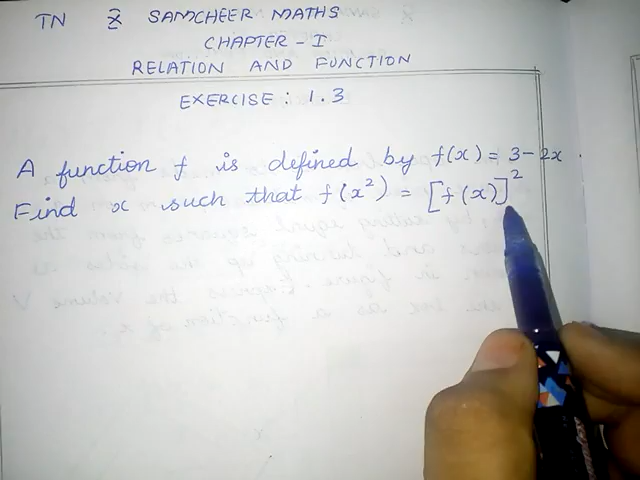 TN X SAMCHEER MATHS
CHAPTER - I
RELATION AND FUNCTION
EXERCISE : 1.3
A function f is defined by f(x) = 3 - 2x .
Find x such that f(x²) = [f(x)]²